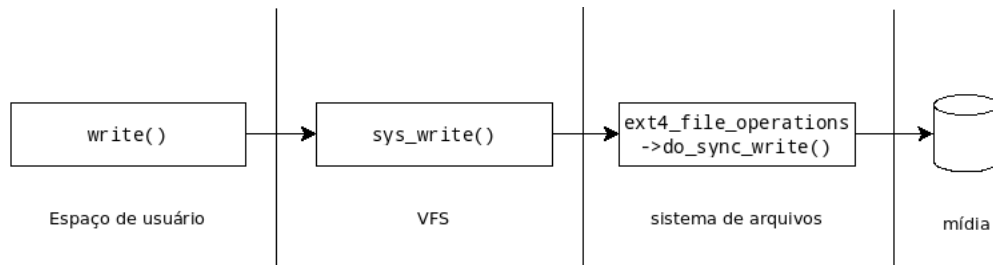 write()
sys_write()
ext4_file_operations
->do_sync_write()
Espaço de usuário
VFS
sistema de arquivos
mídia